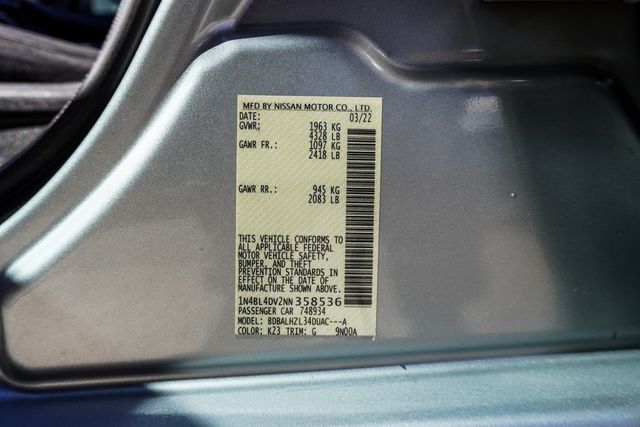 MFD BY NISSAN MOTOR CO., LTD.
DATE: 03/22
GVWR: 1963 KG
4328 LB
GAWR FR.: 1097 KG
2418 LB
GAWR RR.: 945 KG
2083 LB
THIS VEHICLE CONFORMS TO
ALL APPLICABLE FEDERAL
MOTOR VEHICLE SAFETY,
BUMPER, AND THEFT
PREVENTION STANDARDS IN
EFFECT ON THE DATE OF
MANUFACTURE SHOWN ABOVE.
1N4BL4DV2NN358536
PASSENGER CAR 748934
MODEL: BDBALHZL34DUAC---A
COLOR: K23 TRIM: G 9N00A